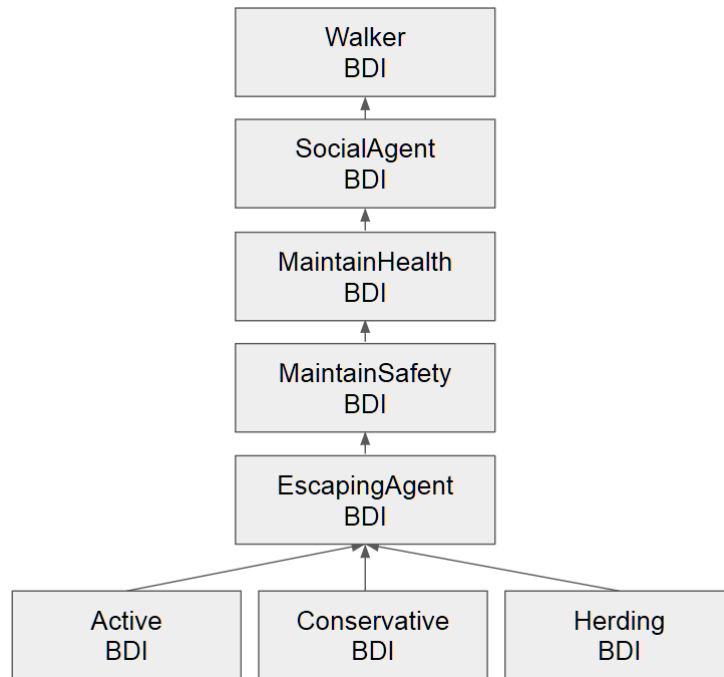 Walker
BDI
SocialAgent
BDI
MaintainHealth
BDI
MaintainSafety
BDI
EscapingAgent
BDI
Active
BDI
Conservative
BDI
Herding
BDI